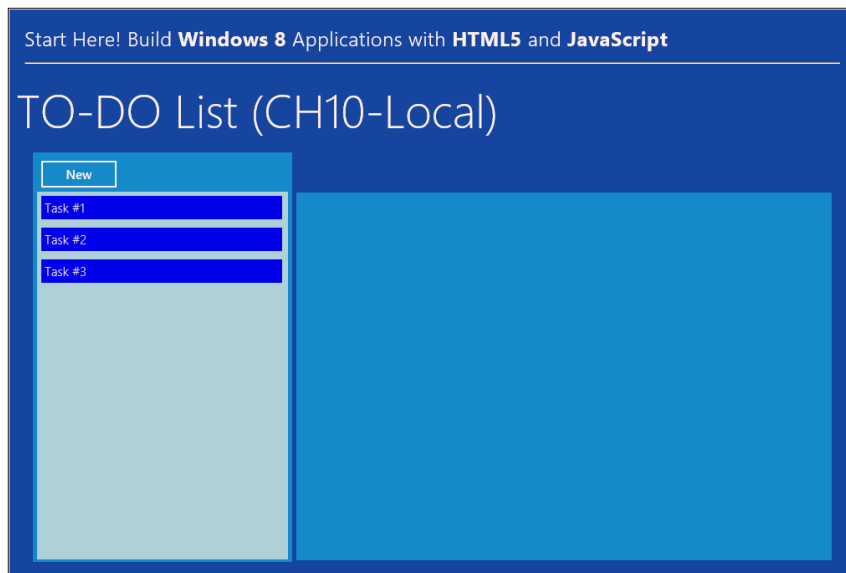 Start Here! Build Windows 8 Applications with HTML5 and JavaScript
TO-DO List (CH10-Local)
New
Task #1
Task #2
Task #3